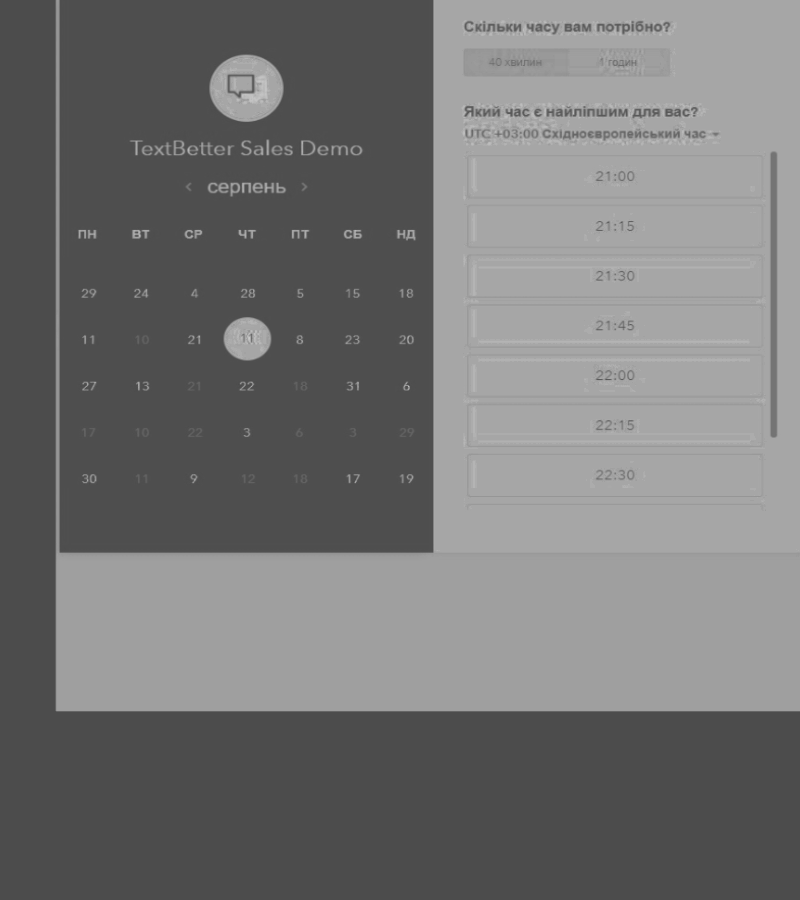 TextBetter Sales Demo
серпень
ПН ВТ СР ЧТ ПТ СБ НД
29 24 4 28 5 15 18
11 10 21 11 8 23 20
27 13 21 22 18 31 6
17 10 22 3 6 3 29
30 11 9 12 18 17 19
Скільки часу вам потрібно?
40 хвилин 1 годин
Який час є найліпшим для вас?
UTC +03:00 Східноєвропейський час
21:00
21:15
21:30
21:45
22:00
22:15
22:30